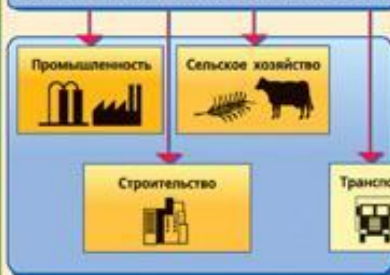 Промышленность
Сельское хозяйство
Строительство